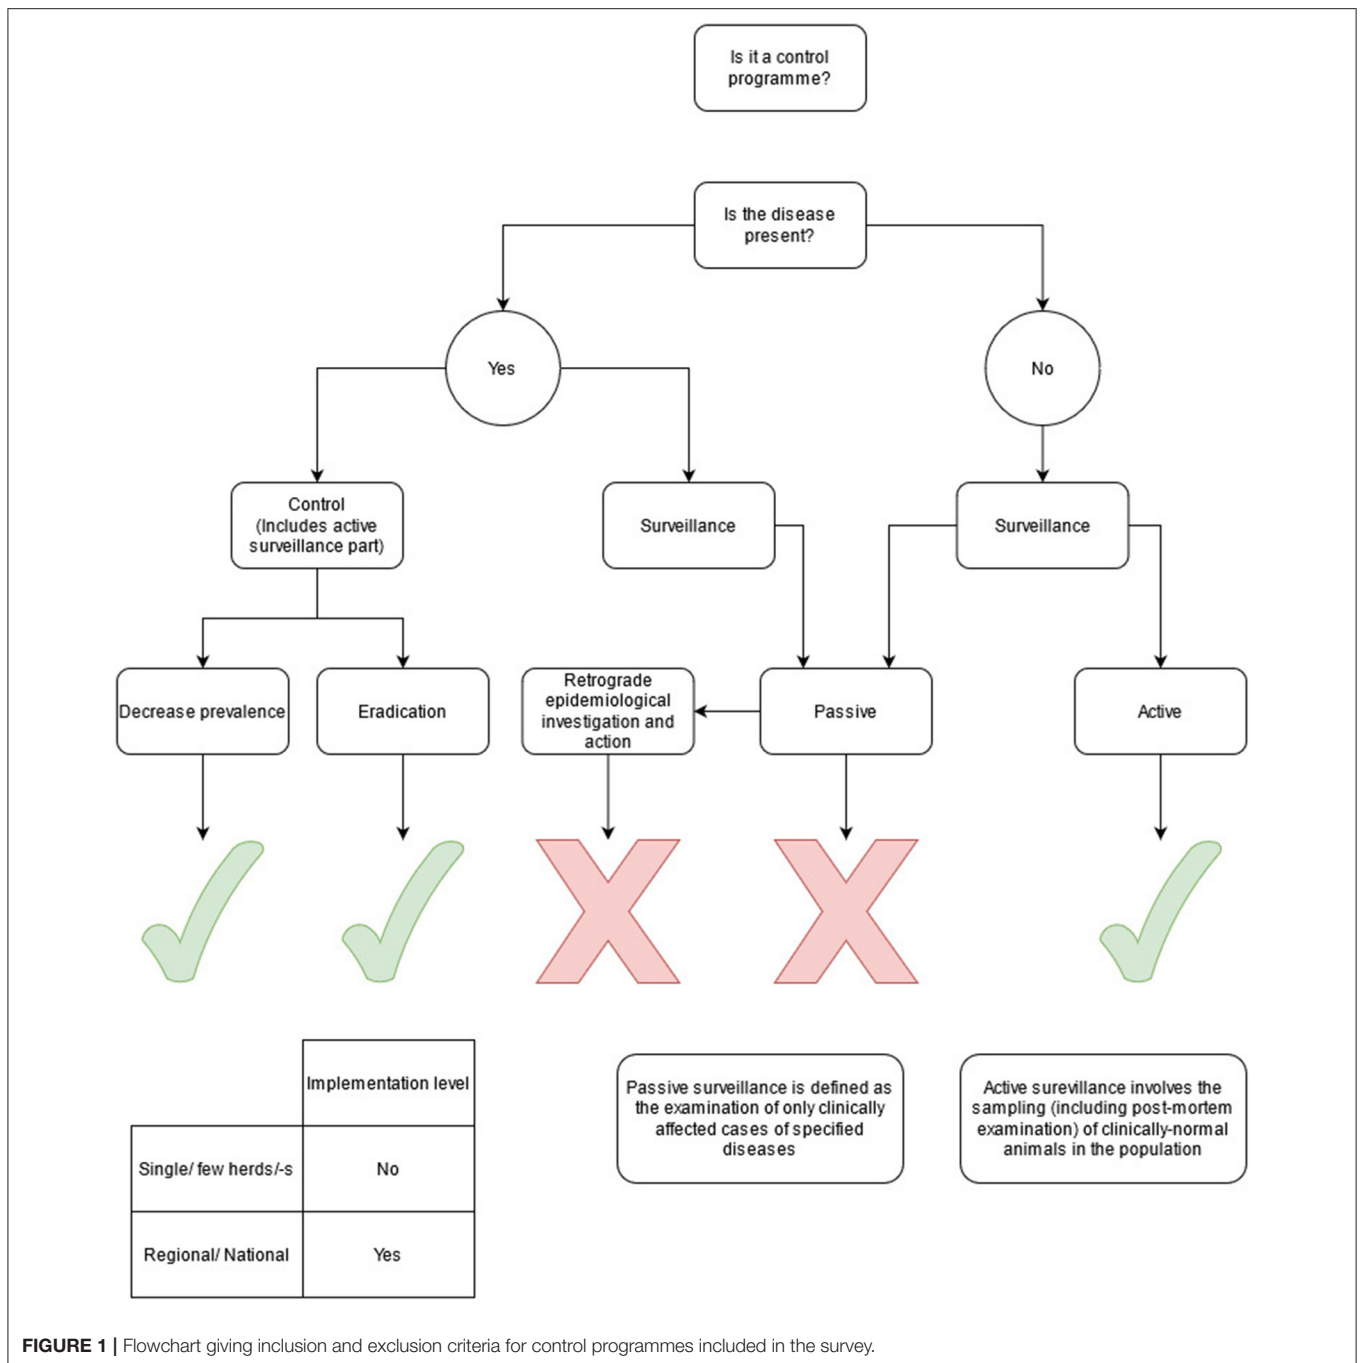 Is it a control
programme?
Is the disease
present?
Yes
No
Control
(Includes active
surveillance part)
Surveillance
Surveillance
Decrease prevalence
Eradication
Retrograde
epidemiological
investigation and
action
Passive
Active
Implementation level
Single/ few herds/-s
No
Regional/ National
Yes
Passive surveillance is defined as
the examination of only clinically
affected cases of specified
diseases
Active surevillance involves the
sampling (including post-mortem
examination) of clinically-normal
animals in the population
FIGURE 1 | Flowchart giving inclusion and exclusion criteria for control programmes included in the survey.